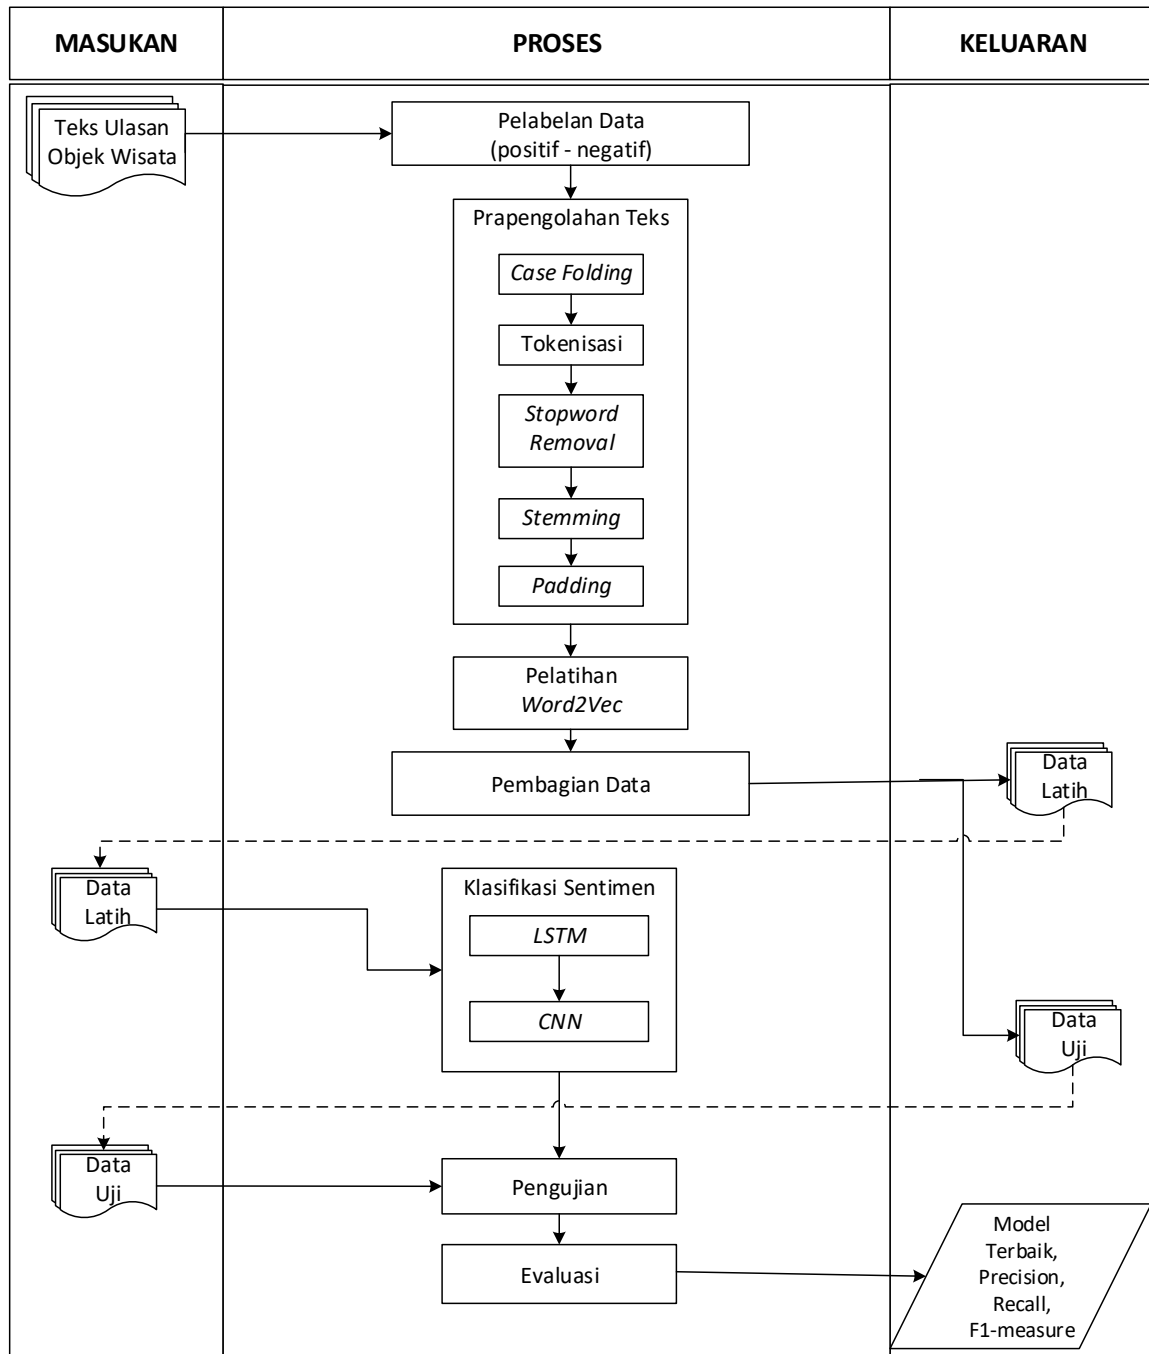 MASUKAN
PROSES
KELUARAN
Teks Ulasan
Objek Wisata
Pelabelan Data
(positif - negatif)
Prapengolahan Teks
Case Folding
Tokenisasi
Stopword
Removal
Stemming
Padding
Pelatihan
Word2Vec
Pembagian Data
Data
Latih
Data
Latih
Klasifikasi Sentimen
LSTM
CNN
Data
Uji
Data
Uji
Pengujian
Evaluasi
Model
Terbaik,
Precision,
Recall,
F1-measure